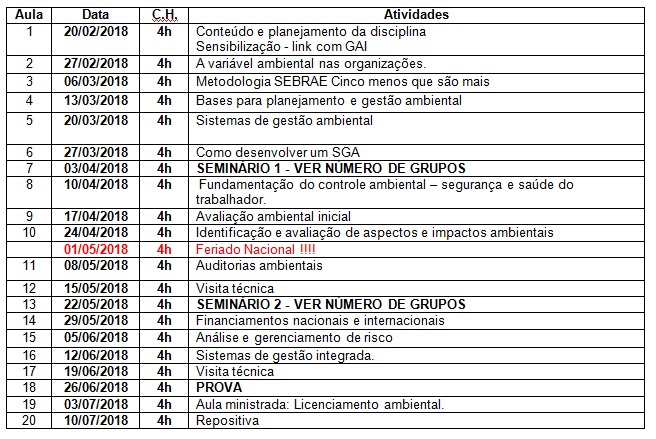 Aula Data C.H. Atividades
1 20/02/2018 4h Conteúdo e planejamento da disciplina
Sensibilização - link com GAI
2 27/02/2018 4h A variável ambiental nas organizações.
3 06/03/2018 4h Metodologia SEBRAE Cinco menos que são mais
4 13/03/2018 4h Bases para planejamento e gestão ambiental
5 20/03/2018 4h Sistemas de gestão ambiental
6 27/03/2018 4h Como desenvolver um SGA
7 03/04/2018 4h SEMINÁRIO 1 - VER NÚMERO DE GRUPOS
8 10/04/2018 4h Fundamentação do controle ambiental – segurança e saúde do
trabalhador.
9 17/04/2018 4h Avaliação ambiental inicial
10 24/04/2018 4h Identificação e avaliação de aspectos e impactos ambientais
01/05/2018 4h Feriado Nacional !!!!
11 08/05/2018 4h Auditorias ambientais
12 15/05/2018 4h Visita técnica
13 22/05/2018 4h SEMINÁRIO 2 - VER NÚMERO DE GRUPOS
14 29/05/2018 4h Financiamentos nacionais e internacionais
15 05/06/2018 4h Análise e gerenciamento de risco
16 12/06/2018 4h Sistemas de gestão integrada.
17 19/06/2018 4h Visita técnica
18 26/06/2018 4h PROVA
19 03/07/2018 4h Aula ministrada: Licenciamento ambiental.
20 10/07/2018 4h Repositiva